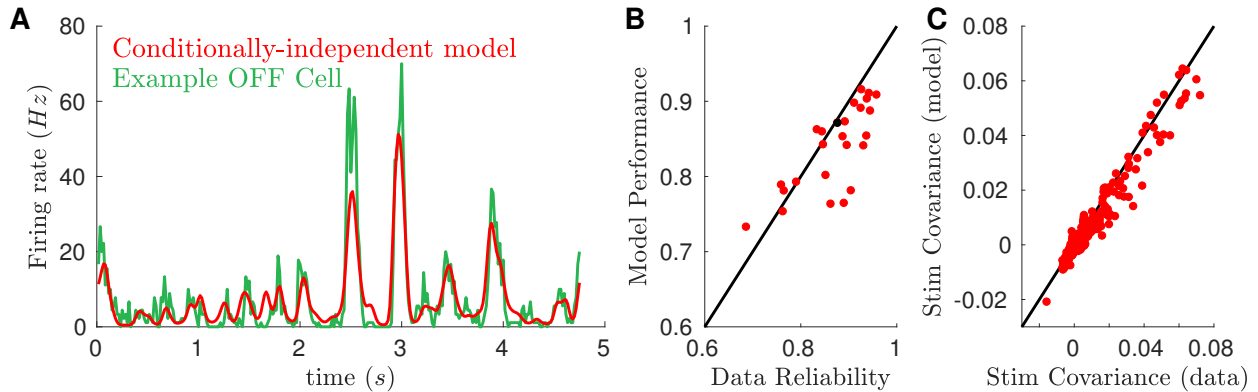 A
80
60
40
20
0
Firing rate (Hz)
Conditionally-independent model
Example OFF Cell
0 1 2 3 4 5
time (s)
B
1
0.9
0.8
0.7
0.6
Model Performance
0.6 0.8 1
Data Reliability
C
0.08
0.06
0.04
0.02
0
-0.02
Stim Covariance (model)
0 0.04 0.08
Stim Covariance (data)